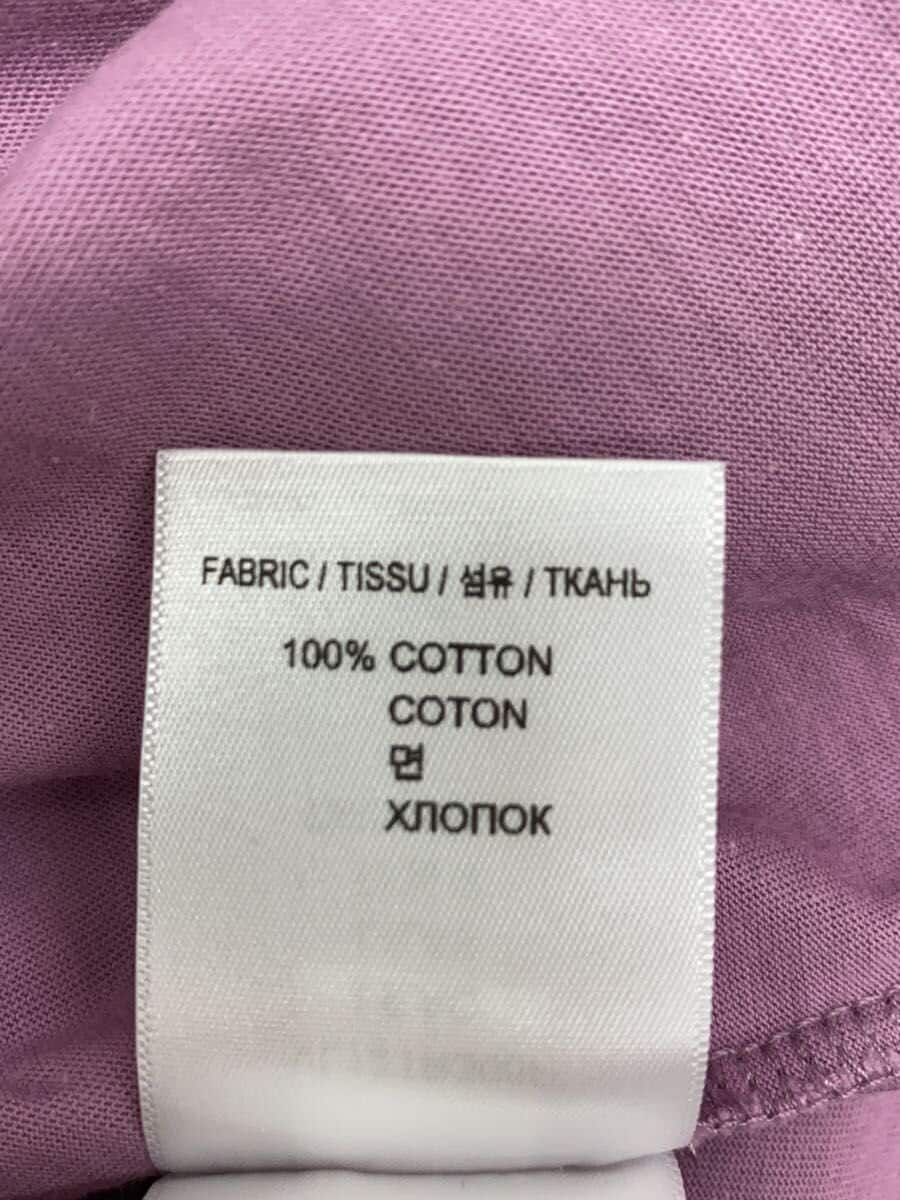 FABRIC / TISSU / 섬유 / ТКАНЬ
100% COTTON
COTON
면
ХЛОПОК